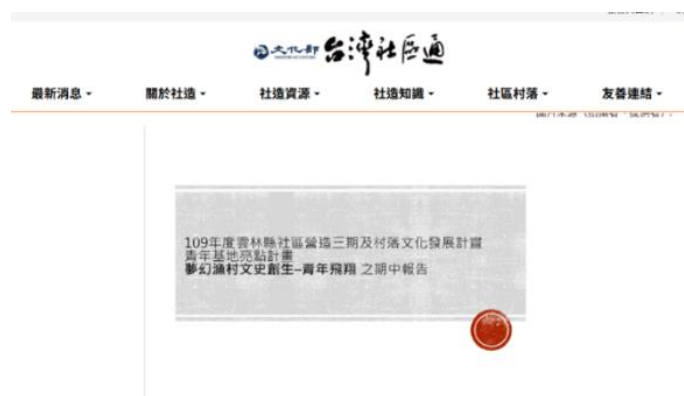 文化部 台灣社區通
最新消息 關於社造 社造資源 社造知識 社區村落 友善連結
109年度雲林縣社區營造三期及村落文化發展計畫
青年基地亮點計畫
夢幻漁村文史創生–青年飛翔 之期中報告